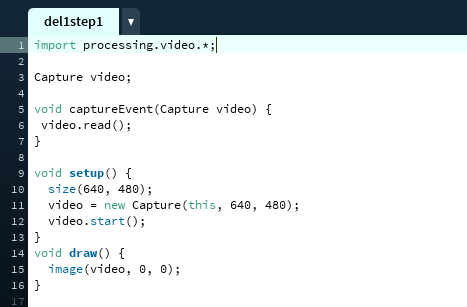 del1step1 ▼
1 import processing.video.*;
2
3 Capture video;
4
5 void captureEvent(Capture video) {
6  video.read();
7 }
8
9 void setup() {
10   size(640, 480);
11   video = new Capture(this, 640, 480);
12   video.start();
13 }
14 void draw() {
15   image(video, 0, 0);
16 }
17